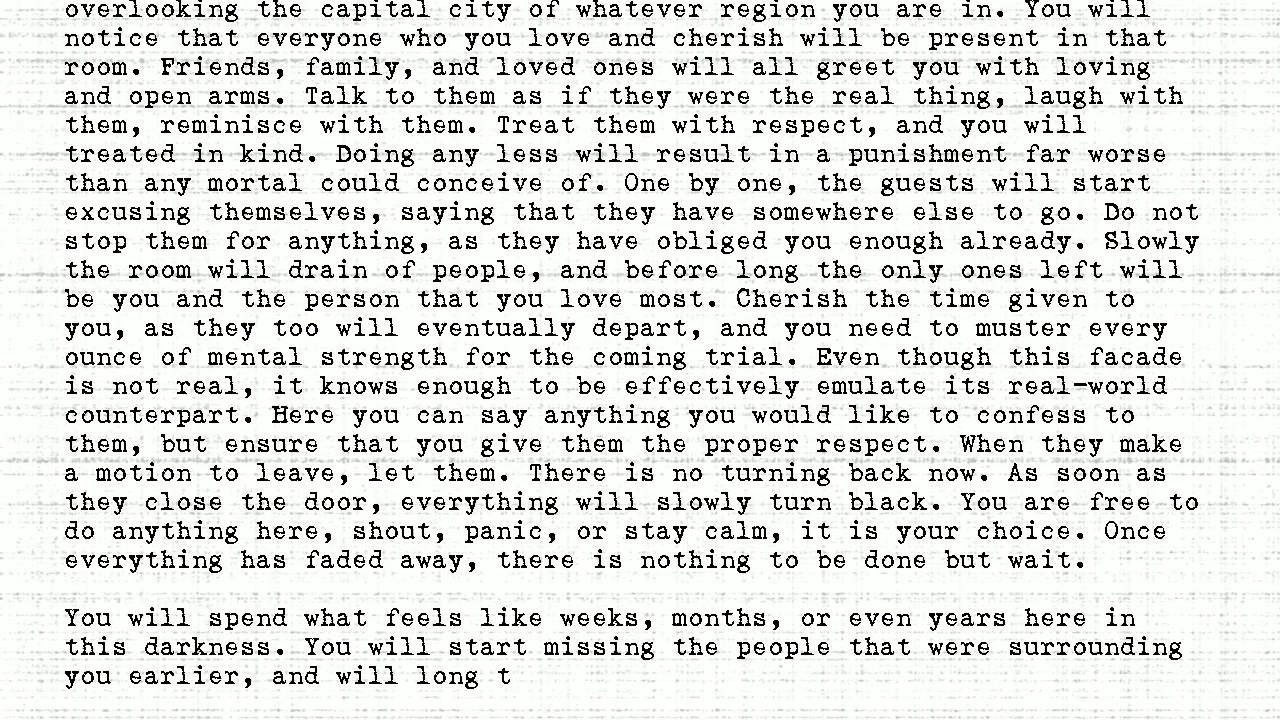 overlooking the capital city of whatever region you are in. You will
notice that everyone who you love and cherish will be present in that
room. Friends, family, and loved ones will all greet you with loving
and open arms. Talk to them as if they were the real thing, laugh with
them, reminisce with them. Treat them with respect, and you will
treated in kind. Doing any less will result in a punishment far worse
than any mortal could conceive of. One by one, the guests will start
excusing themselves, saying that they have somewhere else to go. Do not
stop them for anything, as they have obliged you enough already. Slowly
the room will drain of people, and before long the only ones left will
be you and the person that you love most. Cherish the time given to
you, as they too will eventually depart, and you need to muster every
ounce of mental strength for the coming trial. Even though this facade
is not real, it knows enough to be effectively emulate its real-world
counterpart. Here you can say anything you would like to confess to
them, but ensure that you give them the proper respect. When they make
a motion to leave, let them. There is no turning back now. As soon as
they close the door, everything will slowly turn black. You are free to
do anything here, shout, panic, or stay calm, it is your choice. Once
everything has faded away, there is nothing to be done but wait.

You will spend what feels like weeks, months, or even years here in
this darkness. You will start missing the people that were surrounding
you earlier, and will long t